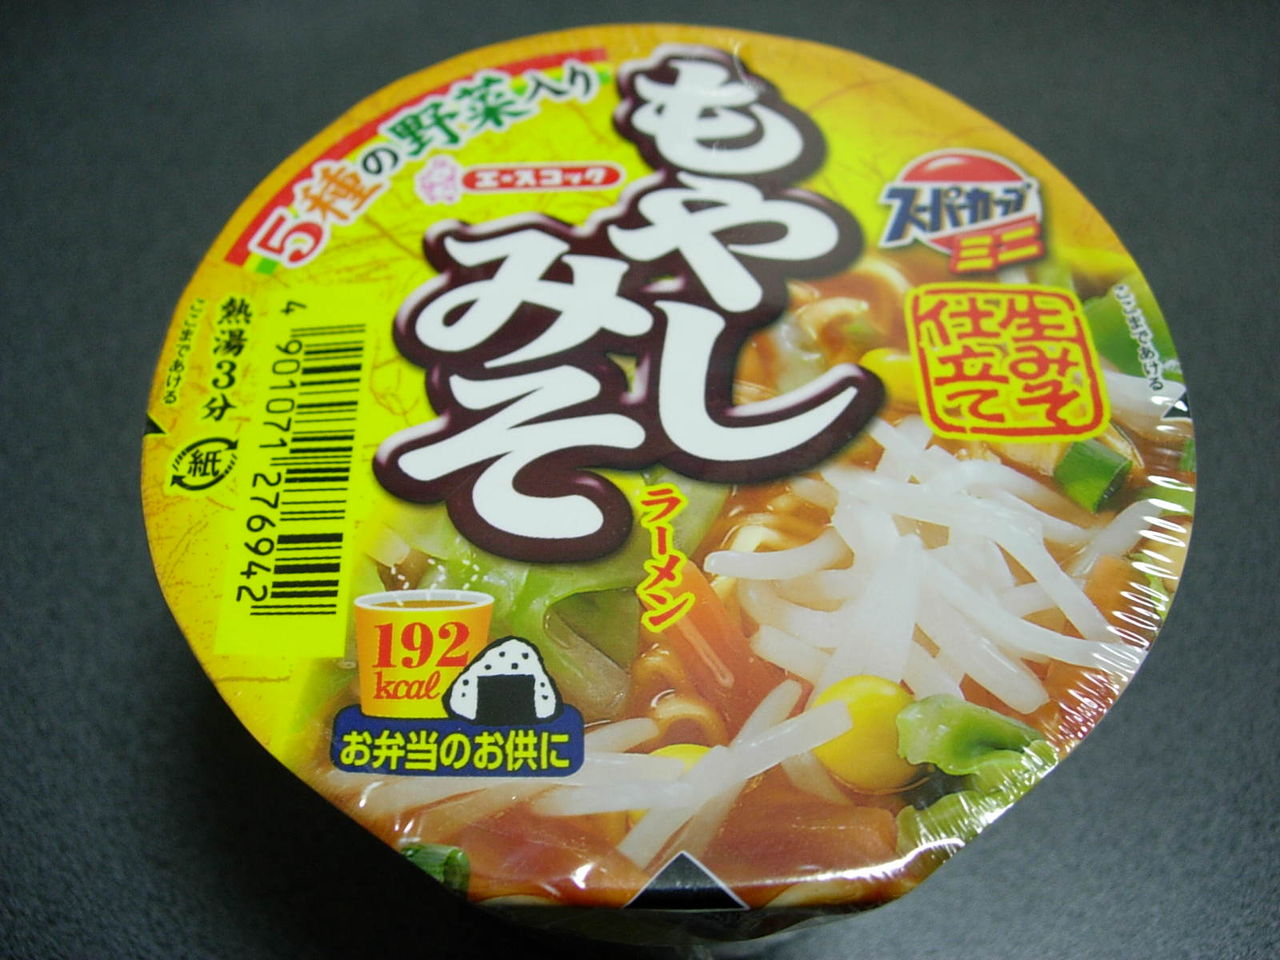 5種の野菜入り
エースコック
もやし
みそ
ラーメン
スーパーカップ
ミニ
生みそ
仕立て
ここまであける
ここまであける
熱湯3分
紙
4 901071 276942
192
kcal
お弁当のお供に